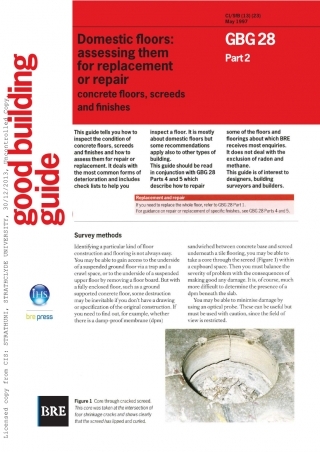 CI/SfB (13) (23)
May 1997
Domestic floors:
assessing them
for replacement
or repair
concrete floors, screeds
and finishes
GBG 28
Part 2
good building
guide
This guide tells you how to
inspect the condition of
concrete floors, screeds
and finishes and how to
assess them for repair or
replacement. It deals with
the most common forms of
deterioration and includes
check lists to help you
inspect a floor. It is mostly
about domestic floors but
some recommendations
apply also to other types of
building.
This guide should be read
in conjunction with GBG 28
Parts 4 and 5 which
describe how to repair
some of the floors and
floorings about which BRE
receives most enquiries.
It does not deal with the
exclusion of radon and
methane.
This guide is of interest to
designers, building
surveyors and builders.
Replacement and repair
If you need to replace the whole floor, refer to GBG 28 Part 1.
For guidance on repair or replacement of specific finishes, see GBG 28 Parts 4 and 5.
Survey methods
Identifying a particular kind of floor
construction and flooring is not always easy.
You may be able to gain access to the underside
of a suspended ground floor via a trap and a
crawl space, or to the underside of a suspended
upper floor by removing a floor board. But with
a fully enclosed floor, such as a ground
supported concrete floor, some destruction
may be inevitable if you don't have a drawing
or specification of the original construction. If
you need to find out, for example, whether
there is a damp-proof membrane (dpm)
sandwiched between concrete base and screed
underneath a tile flooring, you may be able to
take a core through the screed (Figure 1) within
a cupboard space. Then you must balance the
severity of problem with the consequences of
making good any damage. It is, of course, much
more difficult to determine the presence of a
dpm beneath the slab.
You may be able to minimise damage by
using an optical probe. These can be useful but
must be used with caution, since the field of
view is restricted.
IHS
bre press
BRE
Figure 1 Core through cracked screed.
This core was taken at the intersection of
four shrinkage cracks and shows clearly
that the screed has lipped and curled.
Licensed copy from CIS: STRATHUNI, STRATHCLYDE UNIVERSITY, 30/12/2013, Uncontrolled Copy.